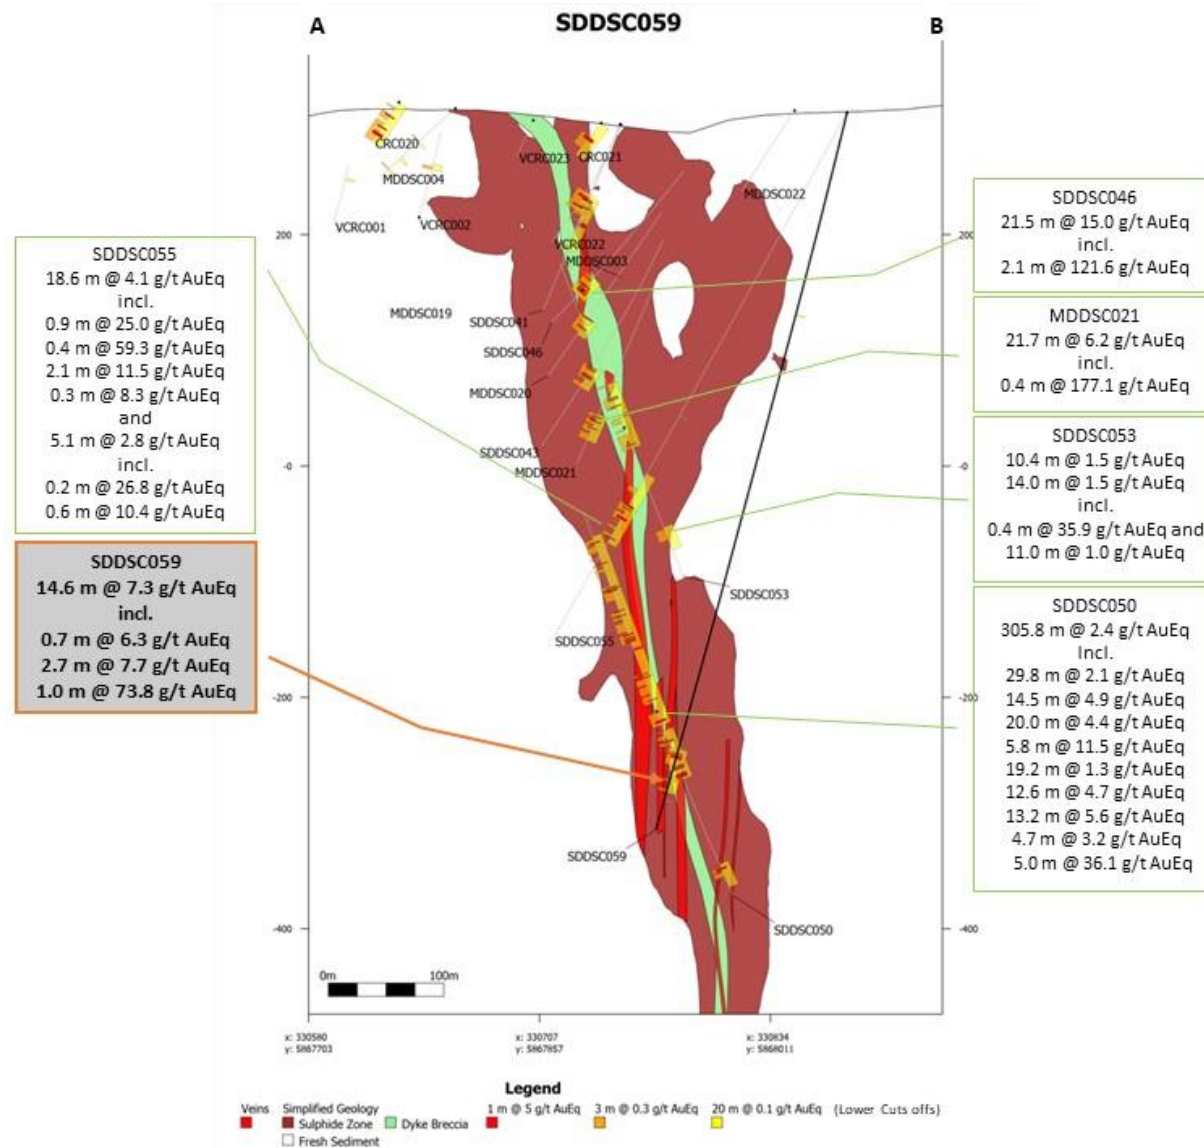 A
B
SDDSC059
CRC020
MDDSC004
VCRC001
VCRC002
VCRC023
CRC021
MDDSC022
VCRC022
MDDSC003
MDDSC019
SDDSC041
SDDSC046
MDDSC020
SDDSC043
MDDSC021
SDDSC053
SDDSC055
SDDSC059
SDDSC050
200
-0
-200
-400
200
-0
-200
-400
SDDSC055
18.6 m @ 4.1 g/t AuEq
incl.
0.9 m @ 25.0 g/t AuEq
0.4 m @ 59.3 g/t AuEq
2.1 m @ 11.5 g/t AuEq
0.3 m @ 8.3 g/t AuEq
and
5.1 m @ 2.8 g/t AuEq
incl.
0.2 m @ 26.8 g/t AuEq
0.6 m @ 10.4 g/t AuEq
SDDSC059
14.6 m @ 7.3 g/t AuEq
incl.
0.7 m @ 6.3 g/t AuEq
2.7 m @ 7.7 g/t AuEq
1.0 m @ 73.8 g/t AuEq
SDDSC046
21.5 m @ 15.0 g/t AuEq
incl.
2.1 m @ 121.6 g/t AuEq
MDDSC021
21.7 m @ 6.2 g/t AuEq
incl.
0.4 m @ 177.1 g/t AuEq
SDDSC053
10.4 m @ 1.5 g/t AuEq
14.0 m @ 1.5 g/t AuEq
incl.
0.4 m @ 35.9 g/t AuEq and
11.0 m @ 1.0 g/t AuEq
SDDSC050
305.8 m @ 2.4 g/t AuEq
Incl.
29.8 m @ 2.1 g/t AuEq
14.5 m @ 4.9 g/t AuEq
20.0 m @ 4.4 g/t AuEq
5.8 m @ 11.5 g/t AuEq
19.2 m @ 1.3 g/t AuEq
12.6 m @ 4.7 g/t AuEq
13.2 m @ 5.6 g/t AuEq
4.7 m @ 3.2 g/t AuEq
5.0 m @ 36.1 g/t AuEq
0m 100m
x: 330580
y: 5867703
x: 330707
y: 5867857
x: 330834
y: 5868011
Legend
Veins Simplified Geology 1 m @ 5 g/t AuEq 3 m @ 0.3 g/t AuEq 20 m @ 0.1 g/t AuEq (Lower Cuts offs)
Sulphide Zone Dyke Breccia
Fresh Sediment